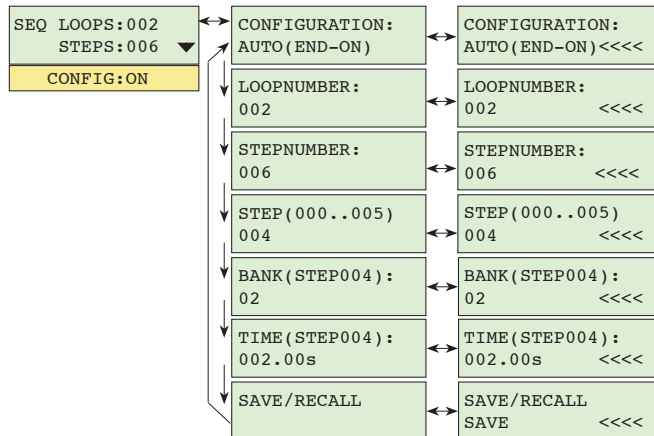 SEQ LOOPS:002
STEPS:006
CONFIG:ON
CONFIGURATION:
AUTO(END-ON)
CONFIGURATION:
AUTO(END-ON)<<<<
LOOPNUMBER:
002
LOOPNUMBER:
002 <<<<
STEPNUMBER:
006
STEPNUMBER:
006 <<<<
STEP(000..005)
004
STEP(000..005)
004 <<<<
BANK(STEP004):
02
BANK(STEP004):
02 <<<<
TIME(STEP004):
002.00s
TIME(STEP004):
002.00s <<<<
SAVE/RECALL
SAVE/RECALL
SAVE <<<<